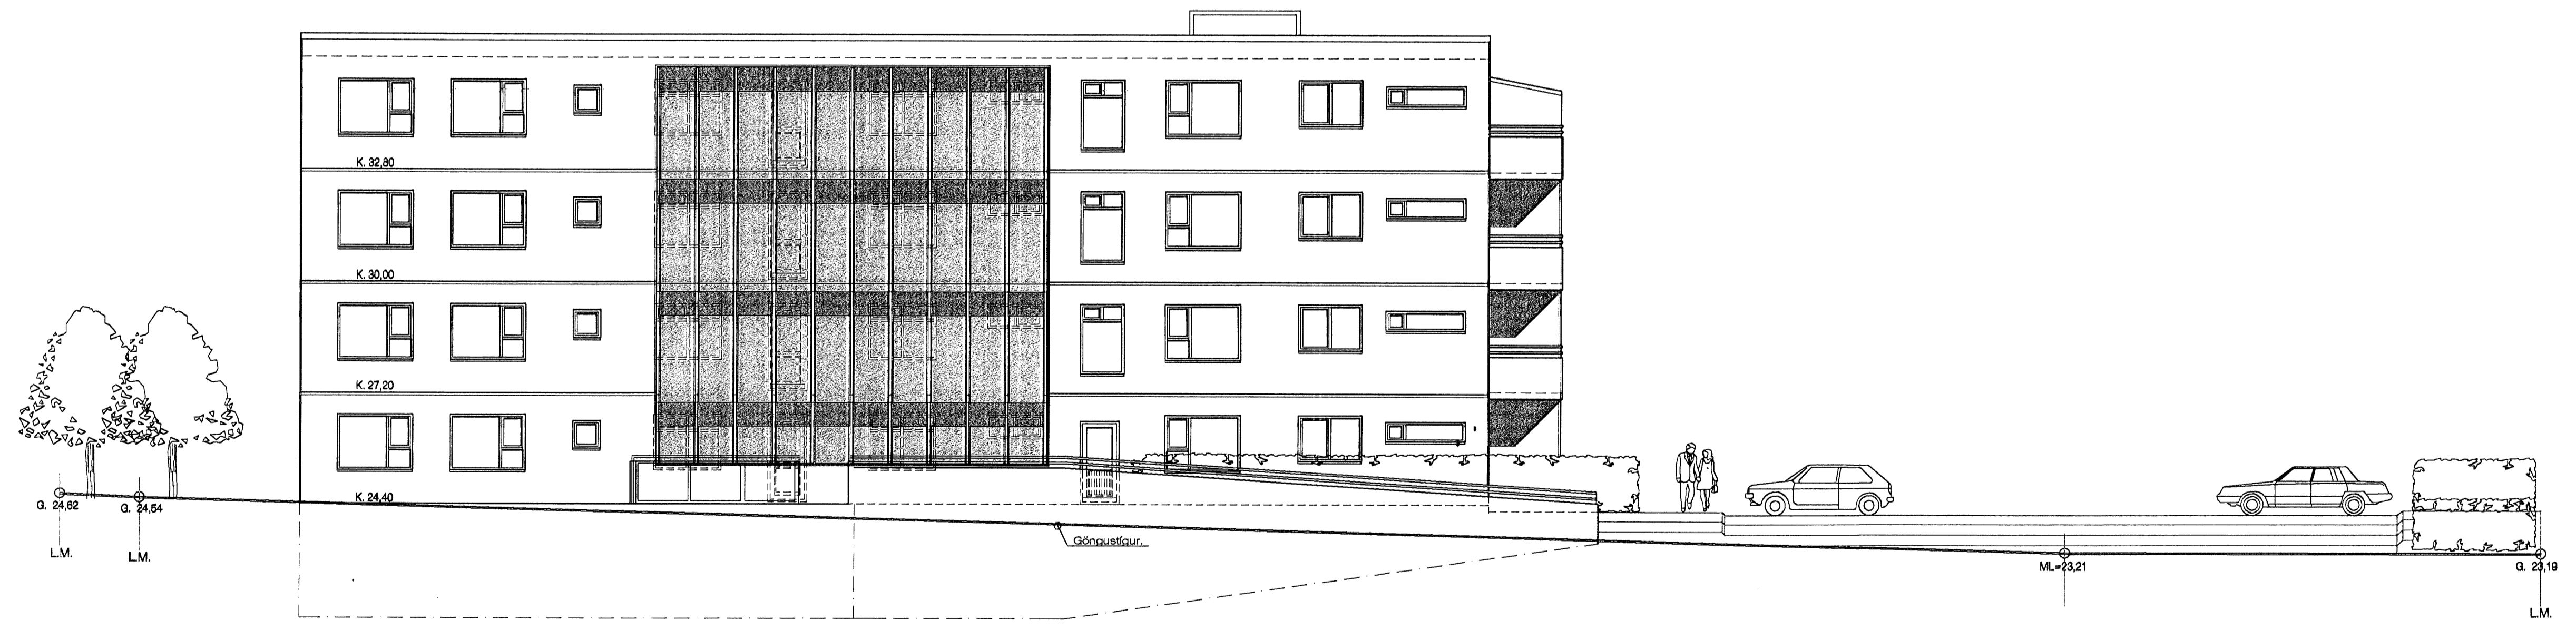 K. 32,80
K. 30,00
K. 27,20
K. 24,40
G. 24,62
G. 24,54
L.M.
L.M.
Göngustígur.
ML=23,21
G. 23,19
L.M.